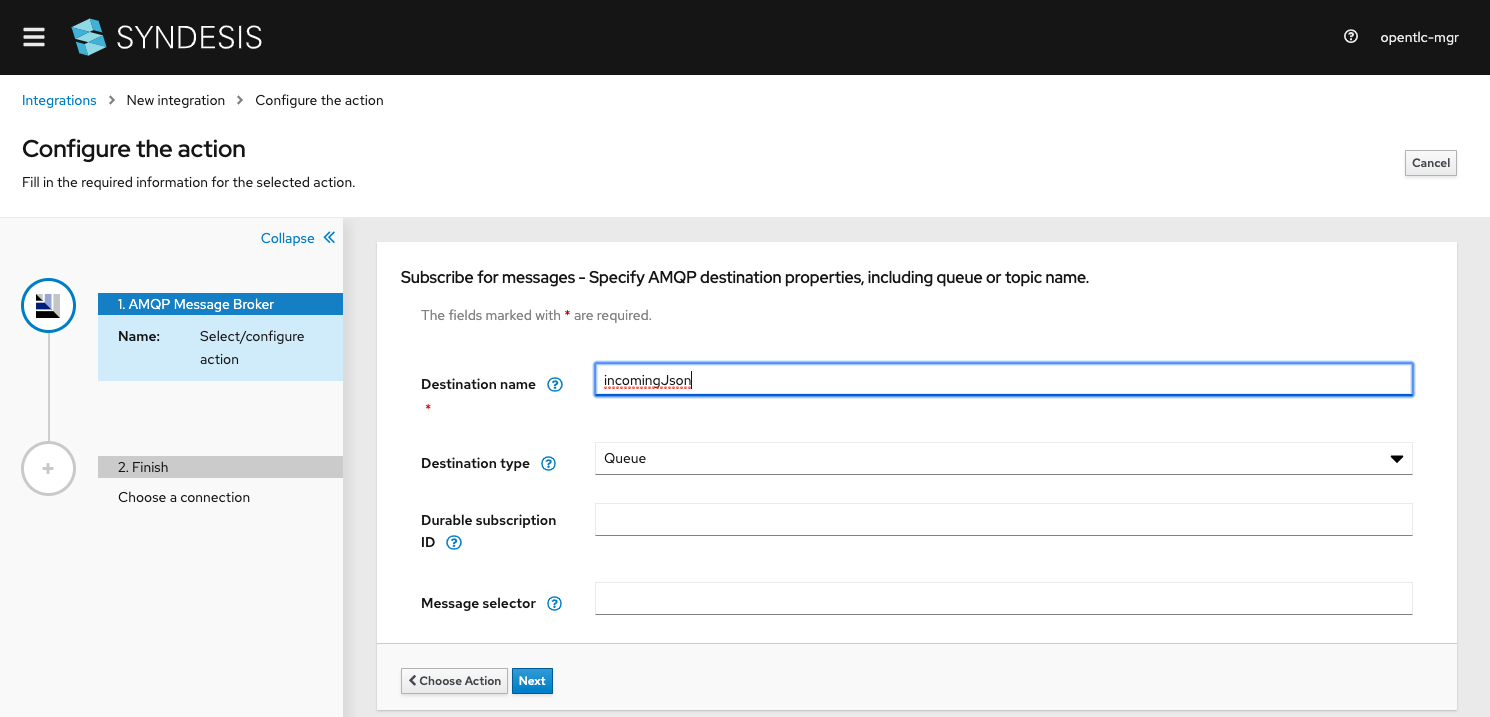 SYNDESIS
opentlc-mgr
Integrations > New integration > Configure the action
Configure the action
Fill in the required information for the selected action.
Cancel
Collapse
1. AMQP Message Broker
Name: Select/configure
action
2. Finish
Choose a connection
Subscribe for messages - Specify AMQP destination properties, including queue or topic name.
The fields marked with * are required.
Destination name
*
incomingJson
Destination type
Queue
Durable subscription
ID
Message selector
Choose Action
Next